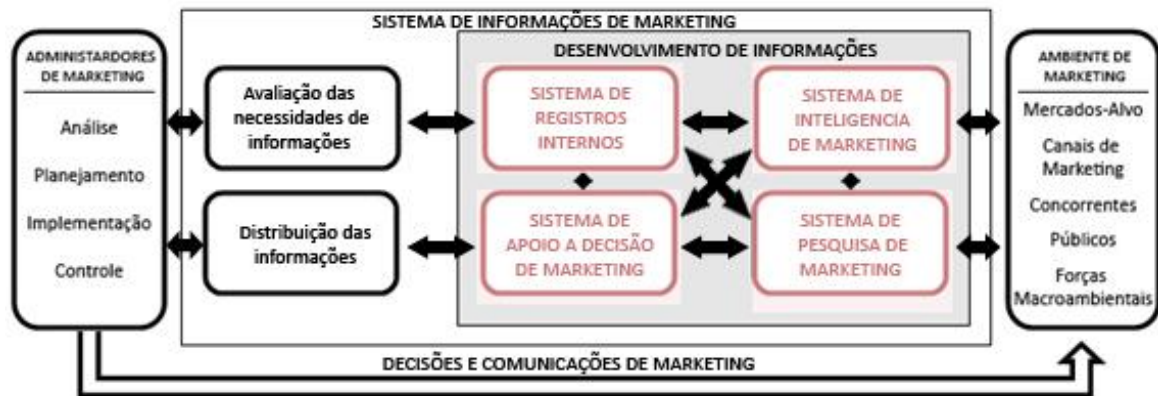 SISTEMA DE INFORMAÇÕES DE MARKETING
ADMINISTARDORES
DE MARKETING
Análise
Planejamento
Implementação
Controle
Avaliação das
necessidades de
informações
Distribuição das
informações
DESENVOLVIMENTO DE INFORMAÇÕES
SISTEMA DE
REGISTROS
INTERNOS
SISTEMA DE
INTELIGENCIA
DE MARKETING
SISTEMA DE
APOIO A DECISÃO
DE MARKETING
SISTEMA DE
PESQUISA DE
MARKETING
AMBIENTE DE
MARKETING
Mercados-Alvo
Canais de
Marketing
Concorrentes
Públicos
Forças
Macroambientais
DECISÕES E COMUNICAÇÕES DE MARKETING